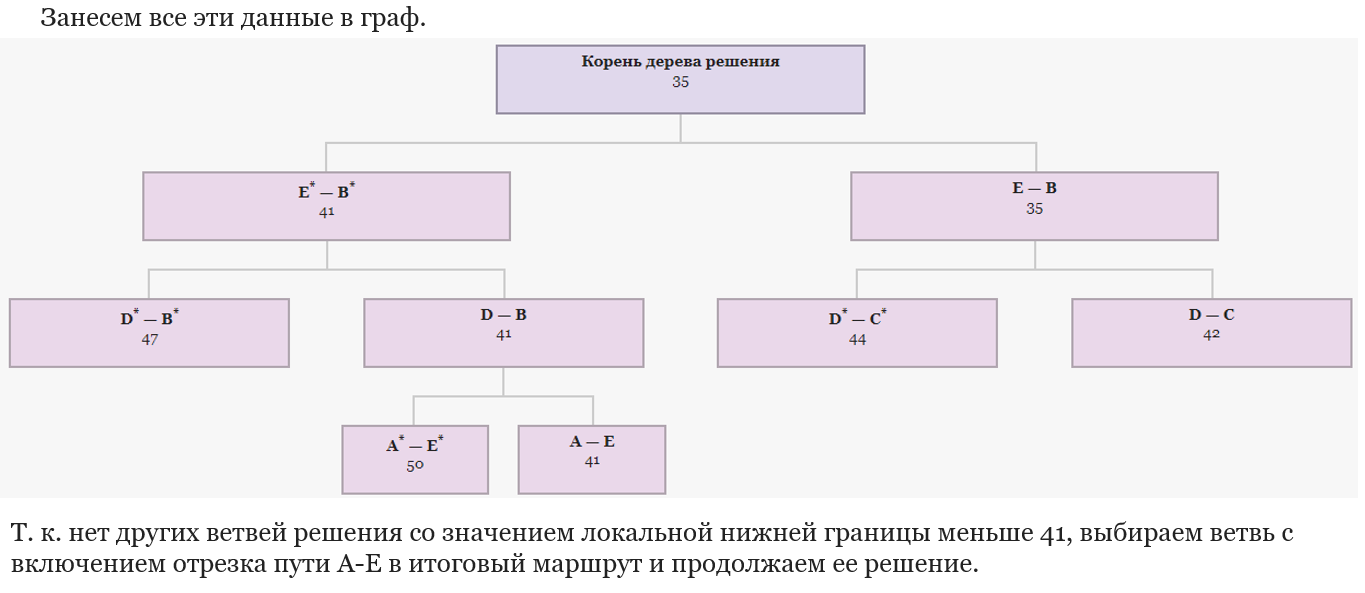 Занесем все эти данные в граф.
Корень дерева решения
35
E* — B*
41
E — B
35
D* — B*
47
D — B
41
D* — C*
44
D — C
42
A* — E*
50
A — E
41
Т. к. нет других ветвей решения со значением локальной нижней границы меньше 41, выбираем ветвь с
включением отрезка пути A-E в итоговый маршрут и продолжаем ее решение.